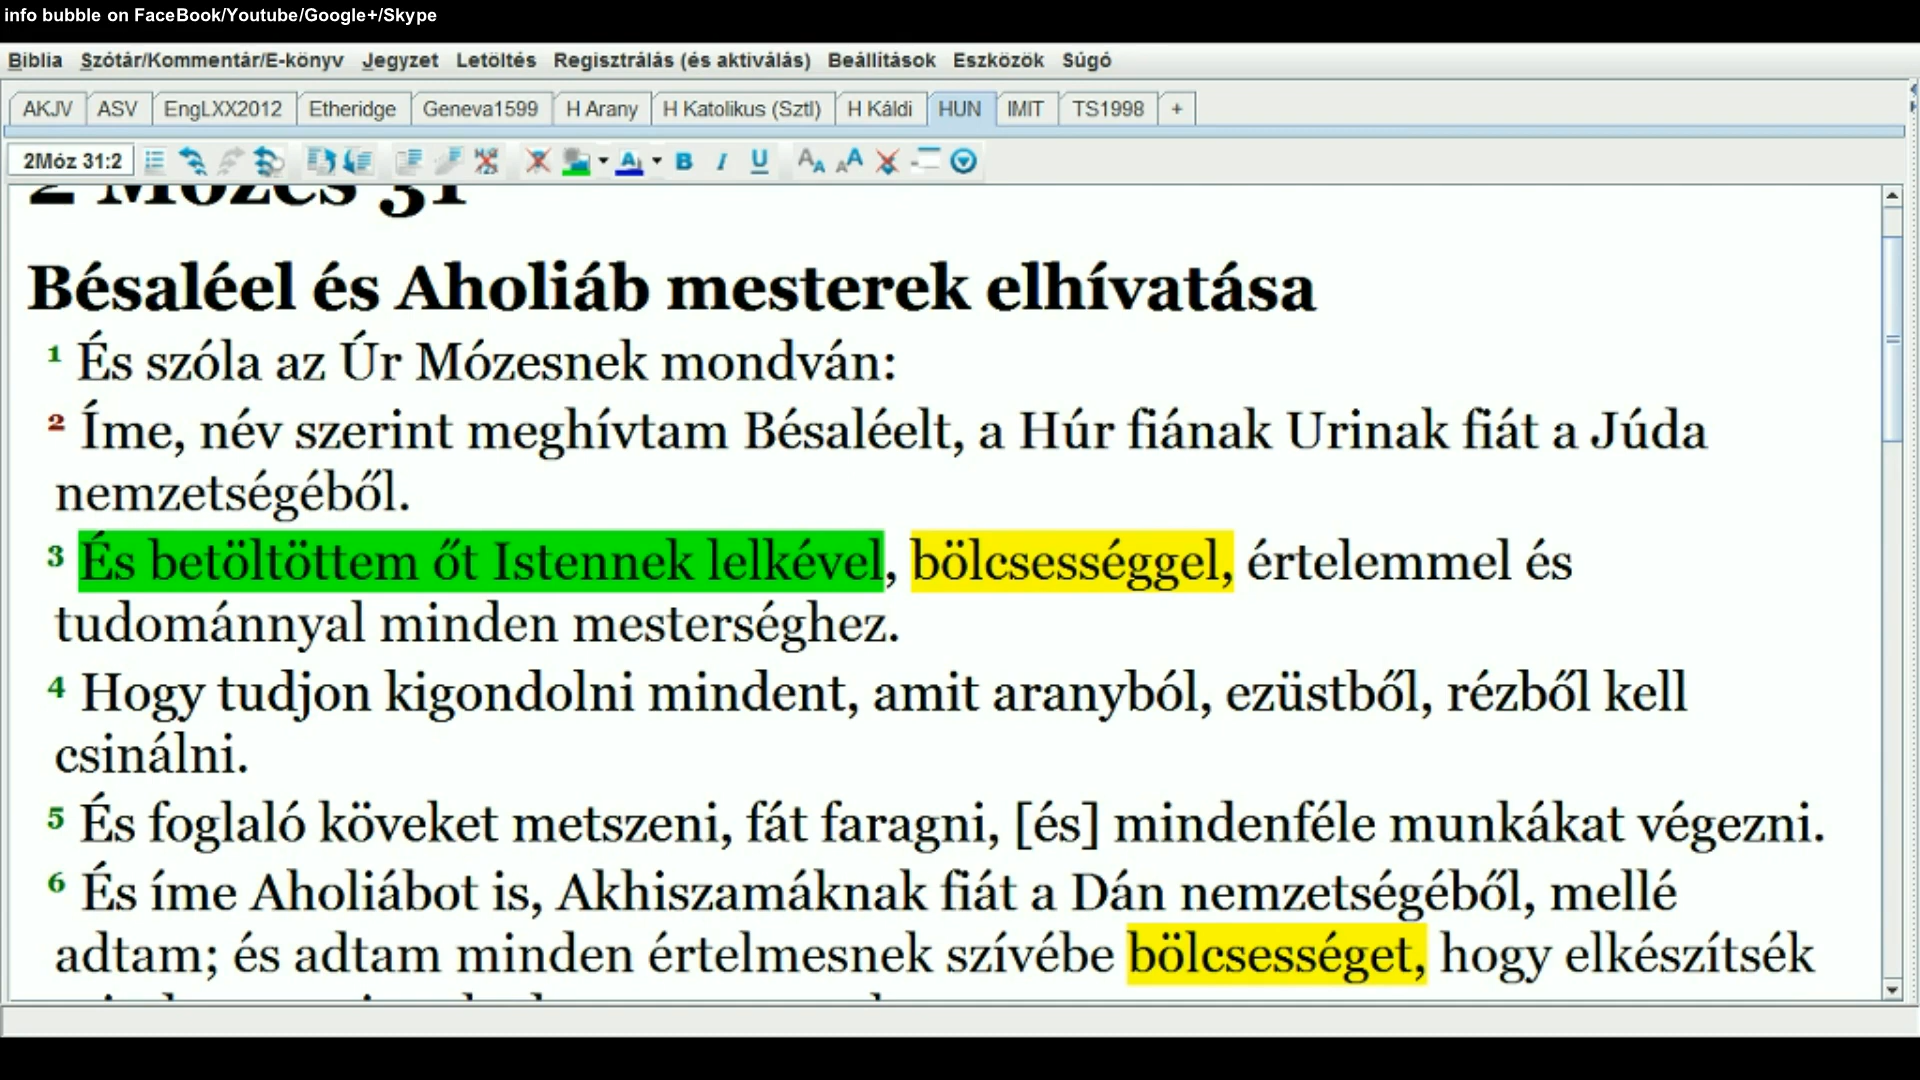 info bubble on FaceBook/Youtube/Google+/Skype
Biblia Szótár/Kommentár/E-könyv Jegyzet Letöltés Regisztrálás (és aktiválás) Beállítások Eszközök Súgó
AKJV ASV EngLXX2012 Etheridge Geneva1599 H Arany H Katolikus (Sztl) H Káldi HUN IMIT TS1998 +
2Móz 31:2
2 Mózes 31
Bésaléel és Aholiáb mesterek elhívatása
1 És szóla az Úr Mózesnek mondván:
2 Íme, név szerint meghívtam Bésaléelt, a Húr fiának Urinak fiát a Júda
nemzetségéből.
3 És betöltöttem őt Istennek lelkével, bölcsességgel, értelemmel és
tudománnyal minden mesterséghez.
4 Hogy tudjon kigondolni mindent, amit aranyból, ezüstből, rézből kell
csinálni.
5 És foglaló köveket metszeni, fát faragni, [és] mindenféle munkákat végezni.
6 És íme Aholiábot is, Akhiszamáknak fiát a Dán nemzetségéből, mellé
adtam; és adtam minden értelmesnek szívébe bölcsességet, hogy elkészítsék